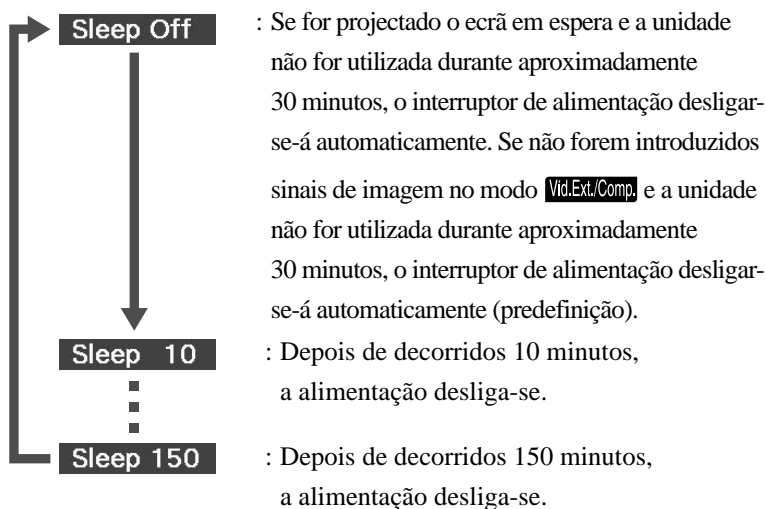 Sleep Off : Se for projectado o ecrã em espera e a unidade
não for utilizada durante aproximadamente
30 minutos, o interruptor de alimentação desligar-
se-á automaticamente. Se não forem introduzidos
sinais de imagem no modo Vid.Ext./Comp. e a unidade
não for utilizada durante aproximadamente
30 minutos, o interruptor de alimentação desligar-
se-á automaticamente (predefinição).
Sleep 10 : Depois de decorridos 10 minutos,
a alimentação desliga-se.
Sleep 150 : Depois de decorridos 150 minutos,
a alimentação desliga-se.